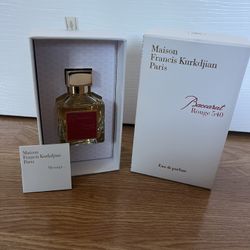 Maison
Francis Kurkdjian
Paris
Baccarat
Rouge 540
Eau de parfum
Maison
Francis Kurkdjian
Paris